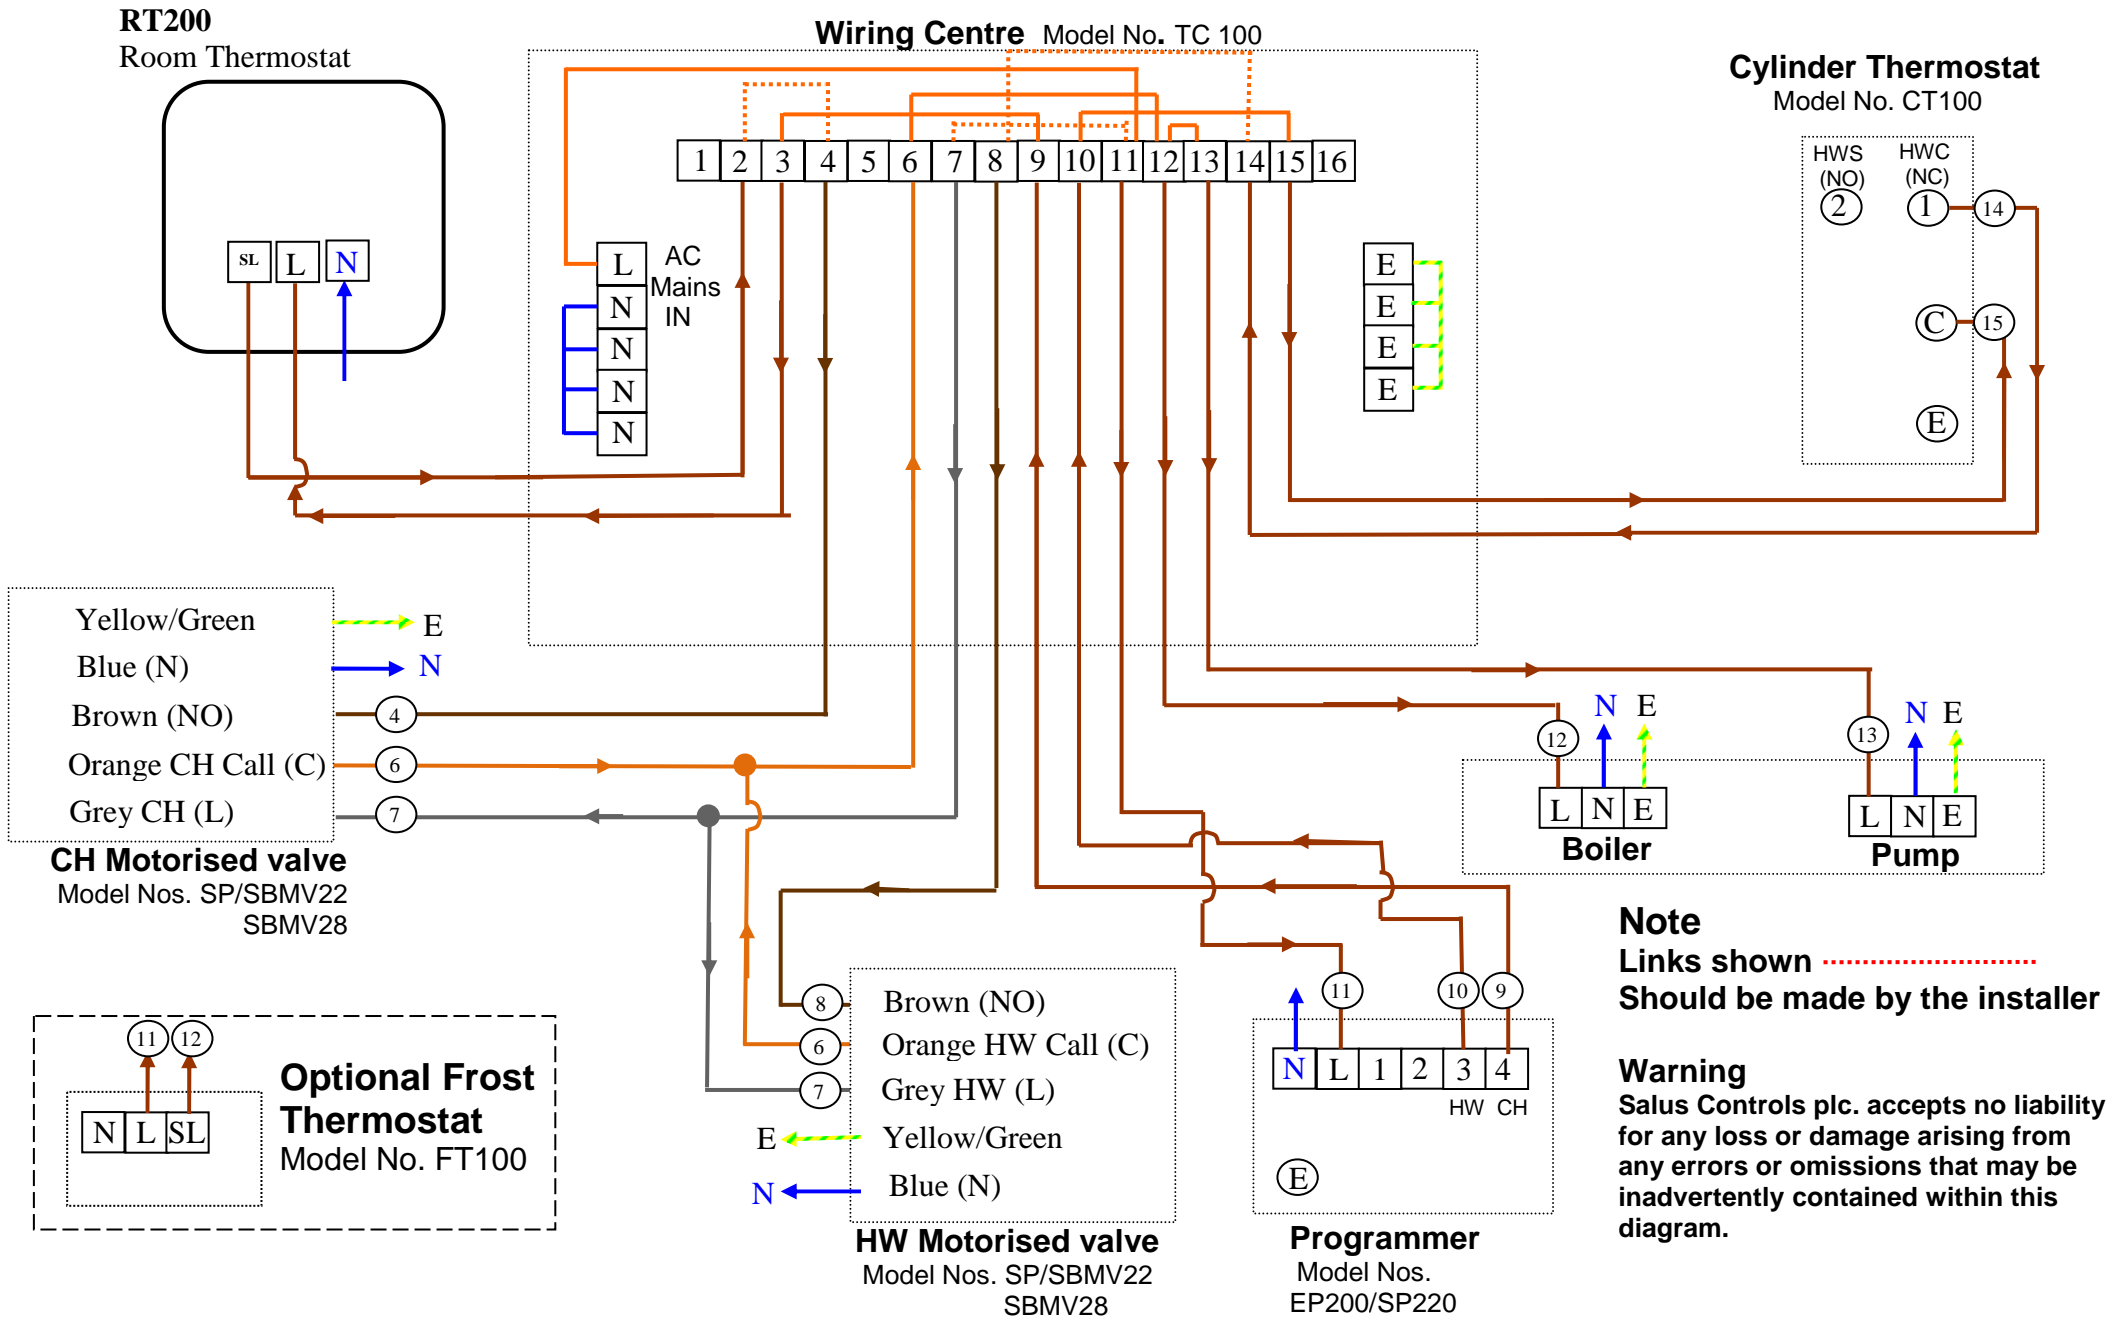 RT200
Room Thermostat
SL L N
Wiring Centre Model No. TC 100
1 2 3 4 5 6 7 8 9 10 11 12 13 14 15 16
L
N
N
N
N
AC
Mains
IN
E
E
E
E
Cylinder Thermostat
Model No. CT100
HWS HWC
(NO) (NC)
2 1 14
C 15
E
Yellow/Green E
Blue (N) N
Brown (NO) 4
Orange CH Call (C) 6
Grey CH (L) 7
CH Motorised valve
Model Nos. SP/SBMV22
SBMV28
11 12
N L SL
Optional Frost
Thermostat
Model No. FT100
8 Brown (NO)
6 Orange HW Call (C)
7 Grey HW (L)
E Yellow/Green
N Blue (N)
HW Motorised valve
Model Nos. SP/SBMV22
SBMV28
11 10 9
N L 1 2 3 4
HW CH
E
Programmer
Model Nos.
EP200/SP220
N E
12
L N E
Boiler
N E
13
L N E
Pump
Note
Links shown
Should be made by the installer
Warning
Salus Controls plc. accepts no liability
for any loss or damage arising from
any errors or omissions that may be
inadvertently contained within this
diagram.